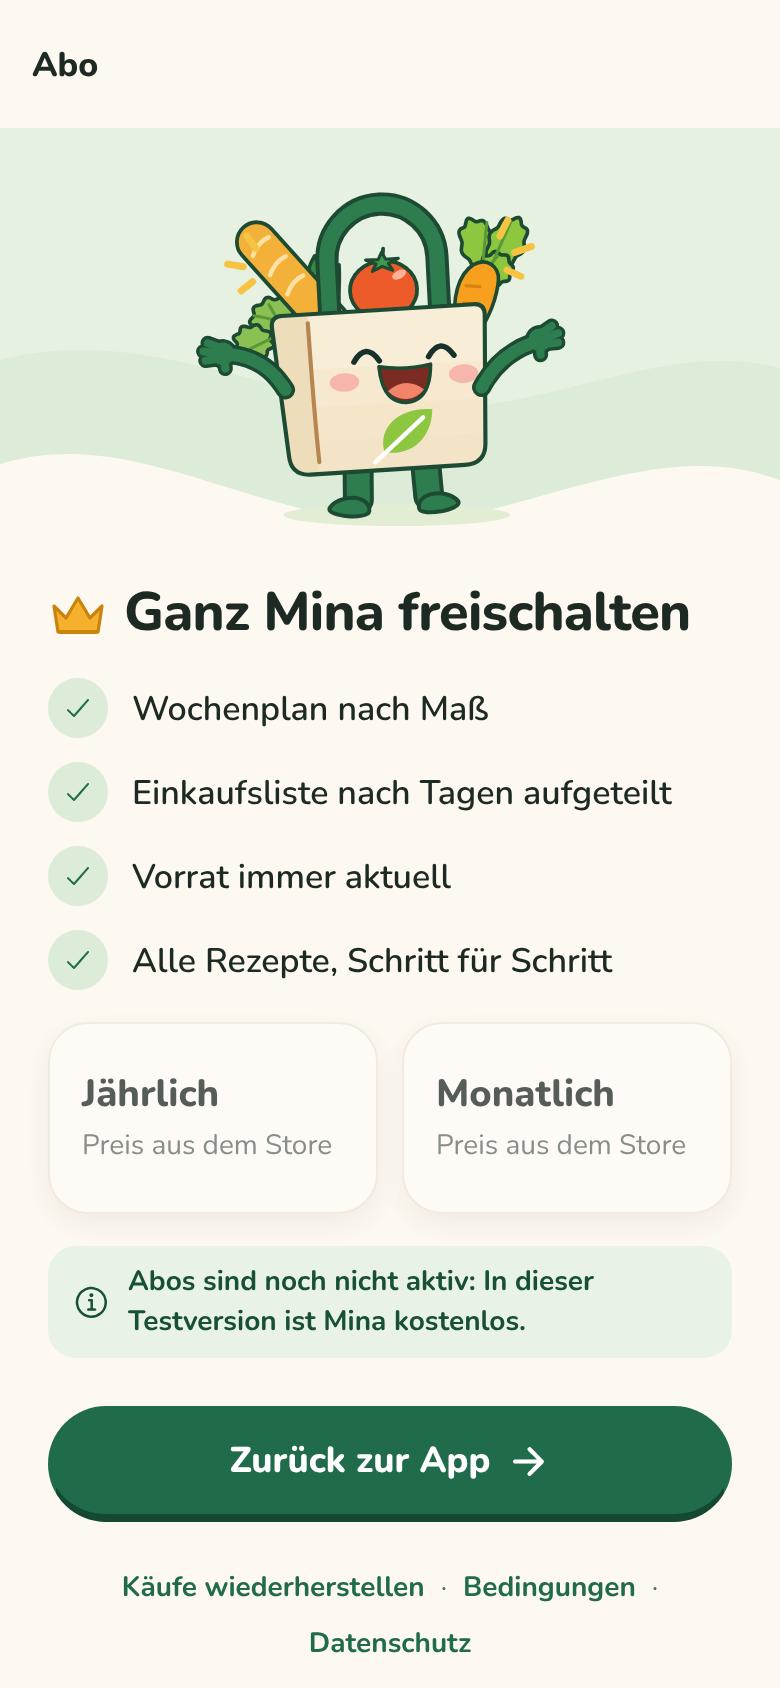 Abo
Ganz Mina freischalten
Wochenplan nach Maß
Einkaufsliste nach Tagen aufgeteilt
Vorrat immer aktuell
Alle Rezepte, Schritt für Schritt
Jährlich
Preis aus dem Store
Monatlich
Preis aus dem Store
Abos sind noch nicht aktiv: In dieser
Testversion ist Mina kostenlos.
Zurück zur App →
Käufe wiederherstellen · Bedingungen ·
Datenschutz